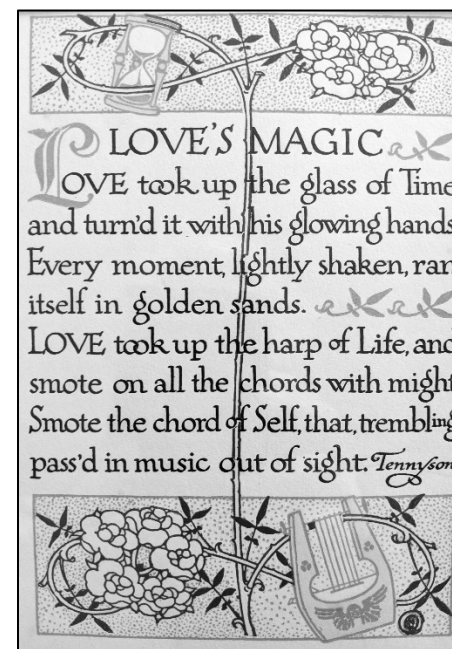 LOVE'S MAGIC
LOVE took up the glass of Time
and turn'd it with his glowing hands
Every moment, lightly shaken, ran
itself in golden sands.
LOVE took up the harp of Life, and
smote on all the chords with might
Smote the chord of Self, that, trembling
pass'd in music out of sight. Tennyson